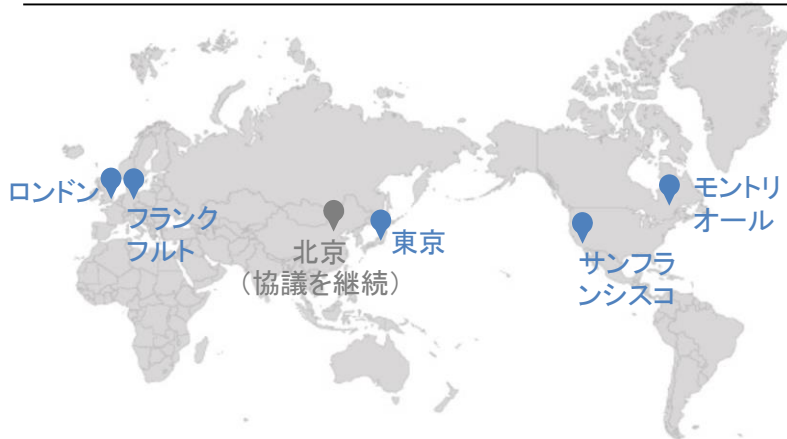 ロンドン
フランク
フルト
北京
（協議を継続）
東京
サンフラ
ンシスコ
モントリ
オール